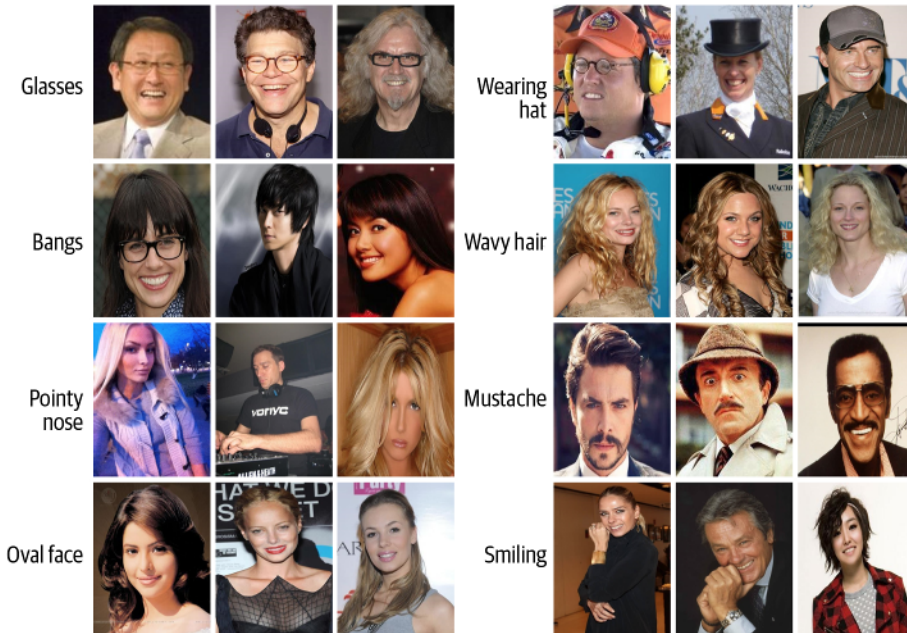 Glasses
Wearing
hat
Bangs
Wavy hair
Pointy
nose
Mustache
Oval face
Smiling